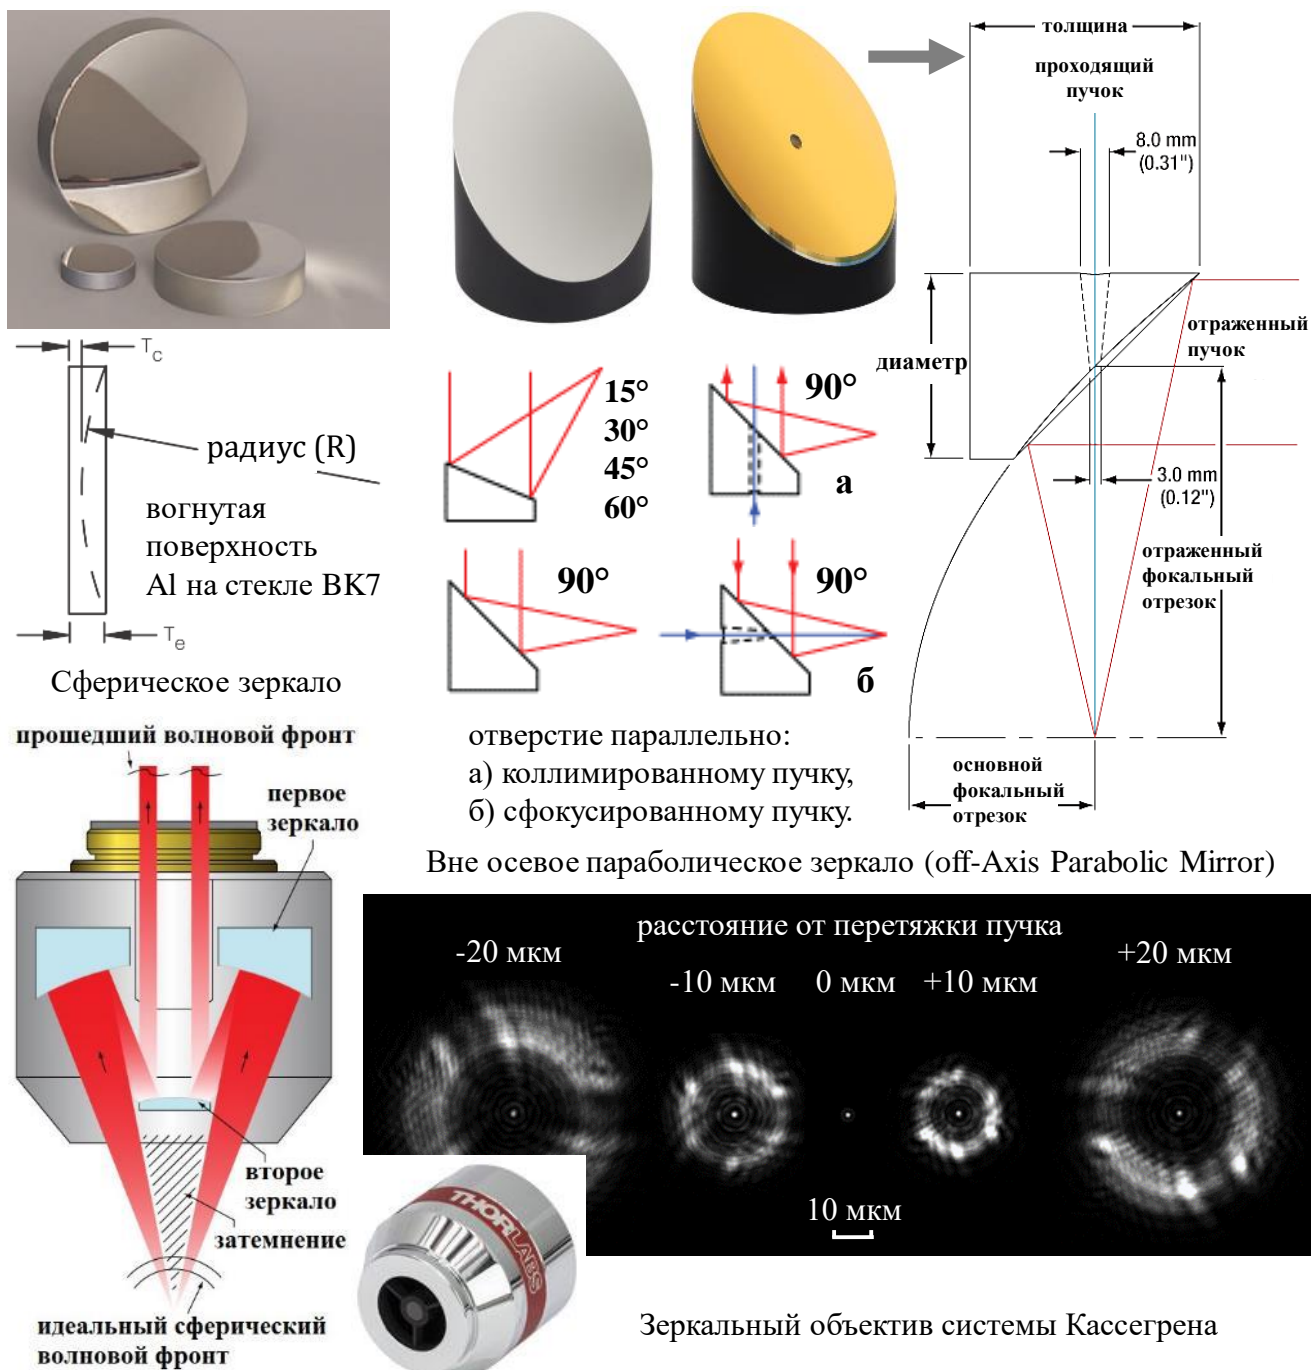 толщина
проходящий
пучок
8.0 mm
(0.31")
отраженный
пучок
диаметр
3.0 mm
(0.12")
отраженный
фокальный
отрезок
основной
фокальный
отрезок
Tc
радиус (R)
вогнутая
поверхность
Al на стекле BK7
Te
Сферическое зеркало
15°
30°
45°
60°
90°
а
90°
90°
б
отверстие параллельно:
а) коллимированному пучку,
б) сфокусированному пучку.
Вне осевое параболическое зеркало (off-Axis Parabolic Mirror)
прошедший волновой фронт
первое
зеркало
второе
зеркало
затемнение
идеальный сферический
волновой фронт
расстояние от перетяжки пучка
-20 мкм
-10 мкм
0 мкм
+10 мкм
+20 мкм
10 мкм
THORLABS
Зеркальный объектив системы Кассегрена